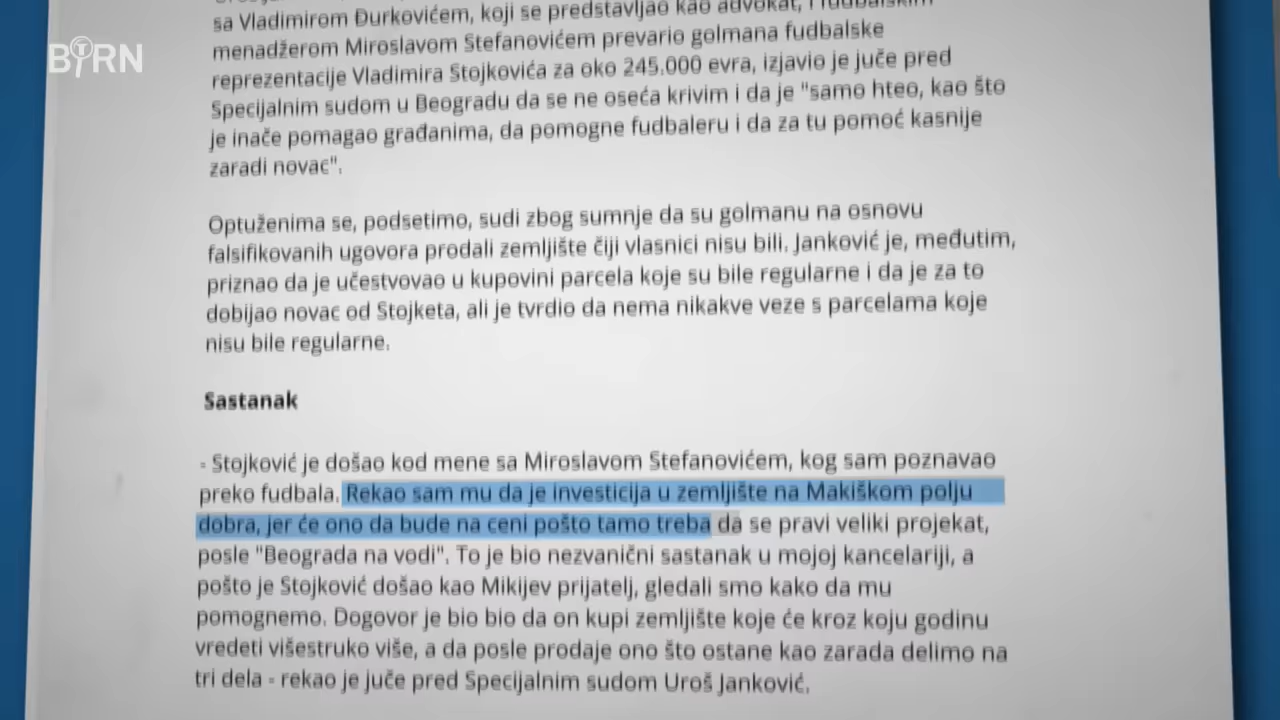 BIRN
sa Vladimirom Đurkovićem, koji se predstavljao kao advokat, i fudbalskim
menadžerom Miroslavom Stefanovićem prevario golmana fudbalske
reprezentacije Vladimira Stojkovića za oko 245.000 evra, izjavio je juče pred
Specijalnim sudom u Beogradu da se ne oseća krivim i da je "samo hteo, kao što
je inače pomagao građanima, da pomogne fudbaleru i da za tu pomoć kasnije
zaradi novac".
Optuženima se, podsetimo, sudi zbog sumnje da su golmanu na osnovu
falsifikovanih ugovora prodali zemljište čiji vlasnici nisu bili. Janković je, međutim,
priznao da je učestvovao u kupovini parcela koje su bile regularne i da je za to
dobijao novac od Stojketa, ali je tvrdio da nema nikakve veze s parcelama koje
nisu bile regularne.
Sastanak
- Stojković je došao kod mene sa Miroslavom Stefanovićem, kog sam poznavao
preko fudbala. Rekao sam mu da je investicija u zemljište na Makiškom polju
dobra, jer će ono da bude na ceni pošto tamo treba da se pravi veliki projekat,
posle "Beograda na vodi". To je bio nezvanični sastanak u mojoj kancelariji, a
pošto je Stojković došao kao Mikijev prijatelj, gledali smo kako da mu
pomognemo. Dogovor je bio bio da on kupi zemljište koje će kroz koju godinu
vredeti višestruko više, a da posle prodaje ono što ostane kao zarada delimo na
tri dela - rekao je juče pred Specijalnim sudom Uroš Janković.